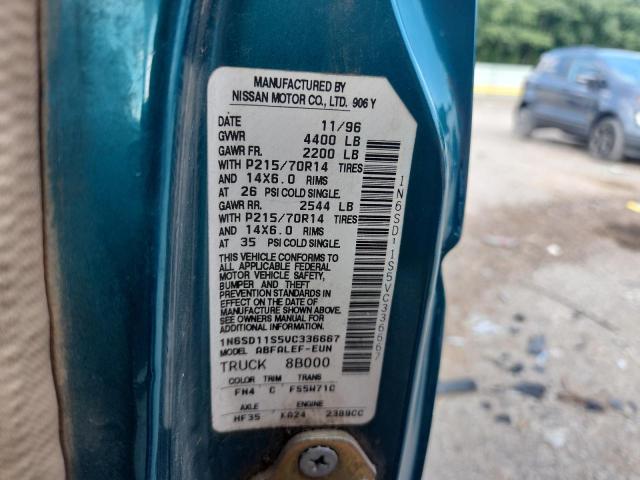 MANUFACTURED BY
NISSAN MOTOR CO., LTD. 906 Y
DATE 11/96
GVWR 4400 LB
GAWR FR. 2200 LB
WITH P215/70R14 TIRES
AND 14X6.0 RIMS
AT 26 PSI COLD SINGLE.
GAWR RR. 2544 LB
WITH P215/70R14 TIRES
AND 14X6.0 RIMS
AT 35 PSI COLD SINGLE.
THIS VEHICLE CONFORMS TO
ALL APPLICABLE FEDERAL
MOTOR VEHICLE SAFETY,
BUMPER AND THEFT
PREVENTION STANDARDS IN
EFFECT ON THE DATE OF
MANUFACTURE SHOWN ABOVE.
SEE OWNERS MANUAL FOR
ADDITIONAL INFORMATION.
1N6SD11S5VC336667
MODEL ABFALEF-EUN
TRUCK 8B000
COLOR TRIM TRANS
FN4 C FS5W71C
AXLE ENGINE
HF35 KA24 2389CC
1N6SD11S5VC336667